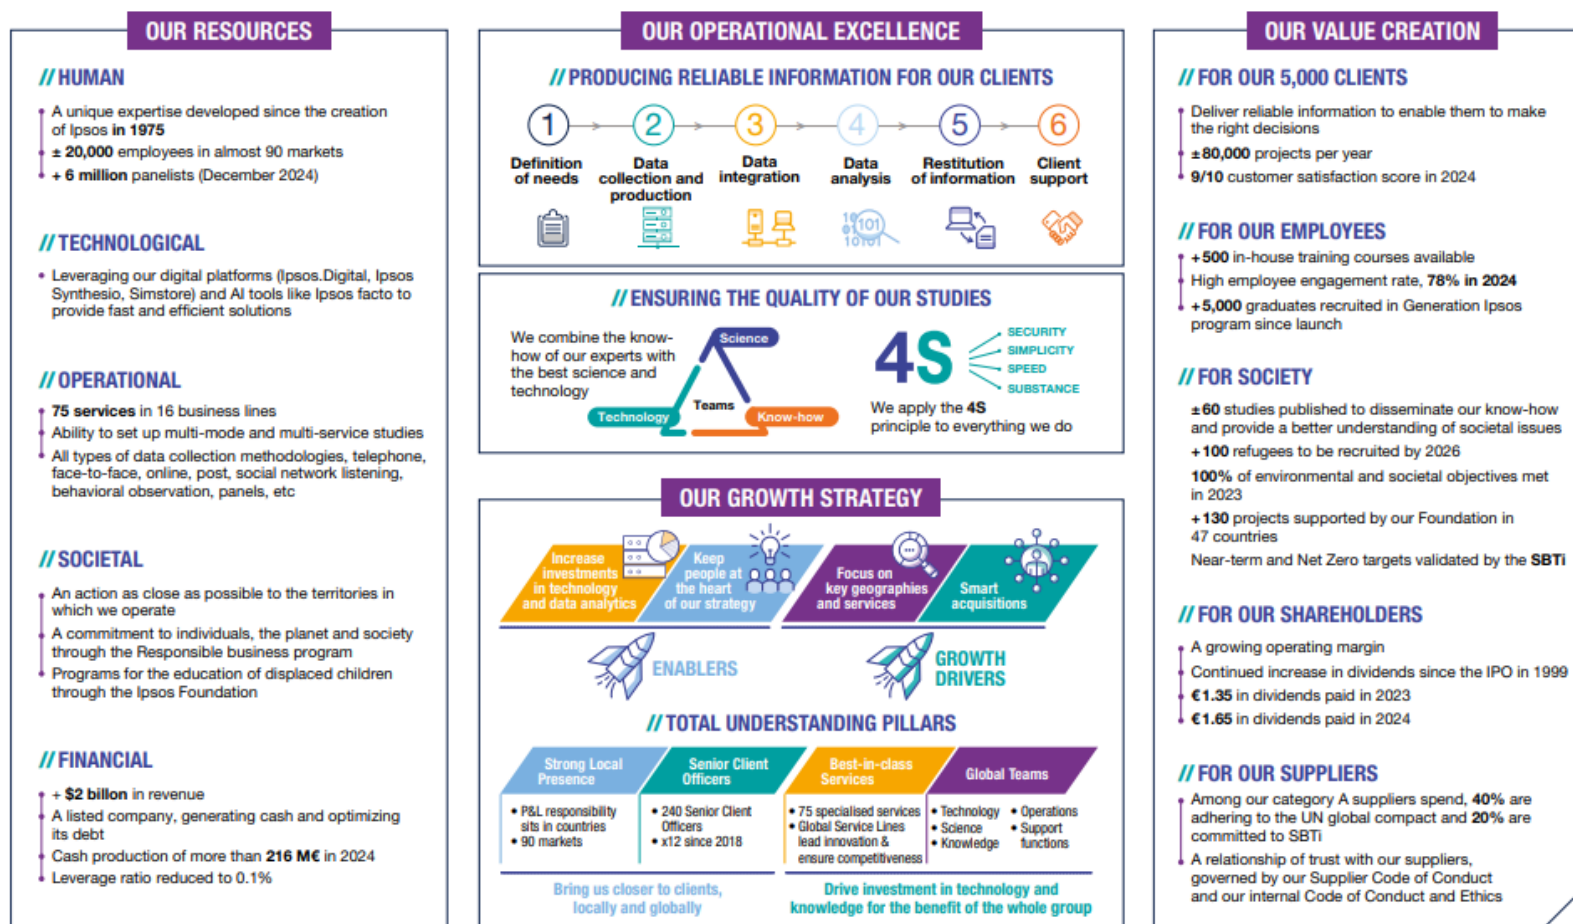 OUR RESOURCES
// HUMAN
A unique expertise developed since the creation
of Ipsos in 1975
± 20,000 employees in almost 90 markets
+ 6 million panelists (December 2024)
// TECHNOLOGICAL
Leveraging our digital platforms (Ipsos.Digital, Ipsos
Synthesio, Simstore) and AI tools like Ipsos facto to
provide fast and efficient solutions
// OPERATIONAL
75 services in 16 business lines
Ability to set up multi-mode and multi-service studies
All types of data collection methodologies, telephone,
face-to-face, online, post, social network listening,
behavioral observation, panels, etc
// SOCIETAL
An action as close as possible to the territories in
which we operate
A commitment to individuals, the planet and society
through the Responsible business program
Programs for the education of displaced children
through the Ipsos Foundation
// FINANCIAL
+ $2 billon in revenue
A listed company, generating cash and optimizing
its debt
Cash production of more than 216 M€ in 2024
Leverage ratio reduced to 0.1%
OUR OPERATIONAL EXCELLENCE
// PRODUCING RELIABLE INFORMATION FOR OUR CLIENTS
1
Definition
of needs
2
Data
collection and
production
3
Data
integration
4
Data
analysis
5
Restitution
of information
6
Client
support
10
101
10101
// ENSURING THE QUALITY OF OUR STUDIES
We combine the know-
how of our experts with
the best science and
technology
Science
Technology
Teams
Know-how
4S
SECURITY
SIMPLICITY
SPEED
SUBSTANCE
We apply the 4S
principle to everything we do
OUR GROWTH STRATEGY
Increase
investments
in technology
and data analytics
Keep
people at
the heart
of our strategy
Focus on
key geographies
and services
Smart
acquisitions
ENABLERS
GROWTH
DRIVERS
// TOTAL UNDERSTANDING PILLARS
Strong Local
Presence
• P&L responsibility
sits in countries
• 90 markets
Senior Client
Officers
• 240 Senior Client
Officers
• x12 since 2018
Best-in-class
Services
• 75 specialised services
• Global Service Lines
lead innovation &
ensure competitiveness
Global Teams
• Technology
• Science
• Knowledge
• Operations
• Support
functions
Bring us closer to clients,
locally and globally
Drive investment in technology and
knowledge for the benefit of the whole group
OUR VALUE CREATION
// FOR OUR 5,000 CLIENTS
Deliver reliable information to enable them to make
the right decisions
±80,000 projects per year
9/10 customer satisfaction score in 2024
// FOR OUR EMPLOYEES
+500 in-house training courses available
High employee engagement rate, 78% in 2024
+5,000 graduates recruited in Generation Ipsos
program since launch
// FOR SOCIETY
±60 studies published to disseminate our know-how
and provide a better understanding of societal issues
+100 refugees to be recruited by 2026
100% of environmental and societal objectives met
in 2023
+130 projects supported by our Foundation in
47 countries
Near-term and Net Zero targets validated by the SBTi
// FOR OUR SHAREHOLDERS
A growing operating margin
Continued increase in dividends since the IPO in 1999
€1.35 in dividends paid in 2023
€1.65 in dividends paid in 2024
// FOR OUR SUPPLIERS
Among our category A suppliers spend, 40% are
adhering to the UN global compact and 20% are
committed to SBTi
A relationship of trust with our suppliers,
governed by our Supplier Code of Conduct
and our internal Code of Conduct and Ethics